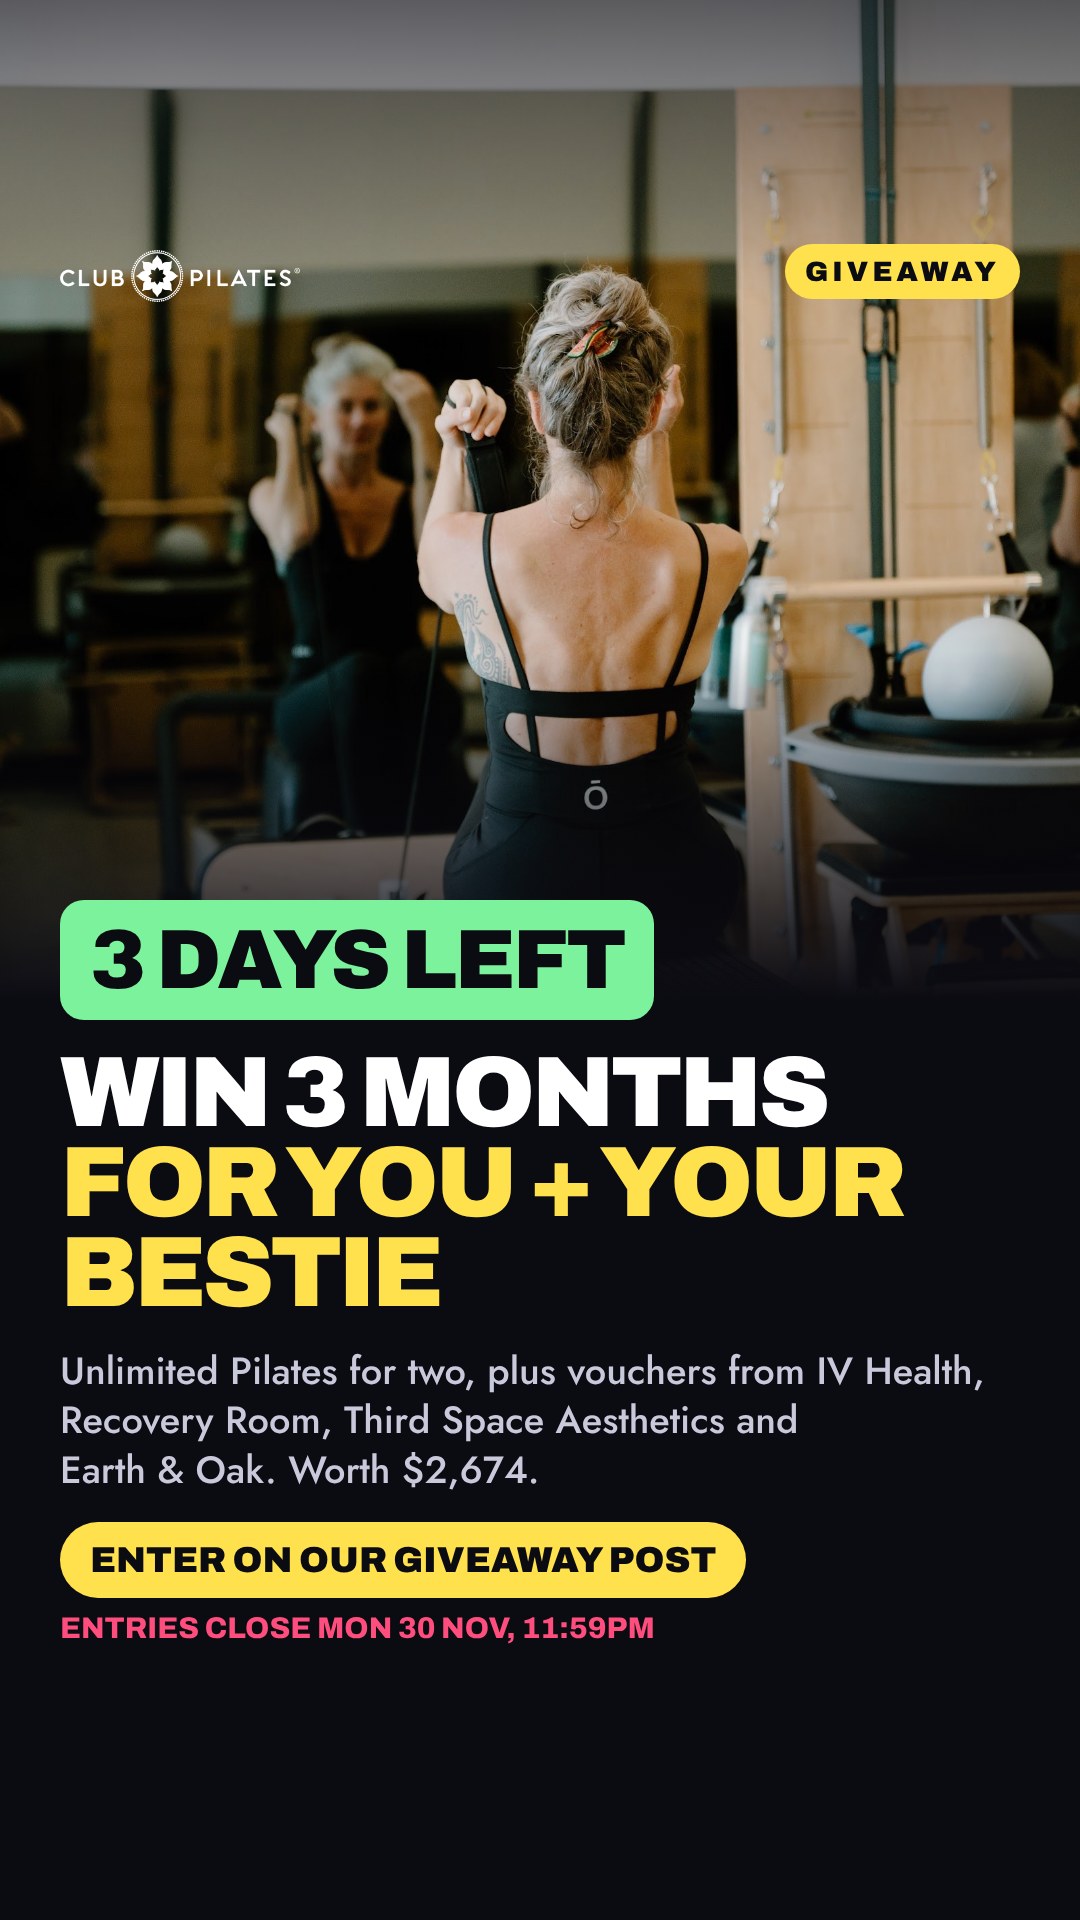 CLUB PILATES®
GIVEAWAY
Ō
3 DAYS LEFT
WIN 3 MONTHS
FOR YOU + YOUR
BESTIE
Unlimited Pilates for two, plus vouchers from IV Health,
Recovery Room, Third Space Aesthetics and
Earth & Oak. Worth $2,674.
ENTER ON OUR GIVEAWAY POST
ENTRIES CLOSE MON 30 NOV, 11:59PM